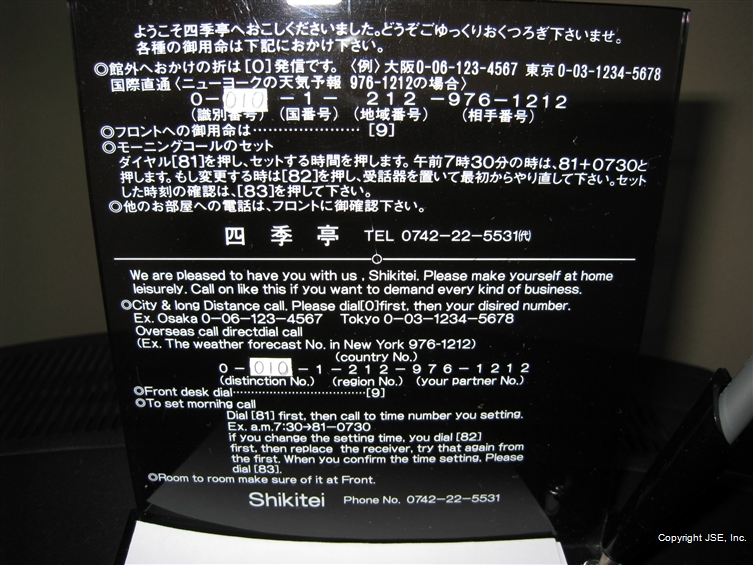 ようこそ四季亭へおこしくださいました。どうぞごゆっくりおくつろぎ下さいませ。
各種の御用命は下記におかけ下さい。
◎館外へおかけの折は[0]発信です。〈例〉大阪0-06-123-4567 東京0-03-1234-5678
国際直通〈ニューヨークの天気予報 976-1212の場合〉
0-010-1-212-976-1212
(識別番号) (国番号) (地域番号) (相手番号)
◎フロントへの御用命は………………… [9]
◎モーニングコールのセット
ダイヤル[81]を押し、セットする時間を押します。午前7時30分の時は、81+0730と
押します。もし変更する時は[82]を押し、受話器を置いて最初からやり直して下さい。セット
した時刻の確認は、[83]を押して下さい。
◎他のお部屋への電話は、フロントに御確認下さい。
四季亭 TEL 0742-22-5531㈹
We are pleased to have you with us , Shikitei. Please make yourself at home
leisurely. Call on like this if you want to demand every kind of business.
◎City & long Distance call. Please dial[0]first, then your disired number.
Ex. Osaka 0-06-123-4567 Tokyo 0-03-1234-5678
Overseas call directdial call
(Ex. The weather forecast No. in New York 976-1212)
(country No.)
0-010-1-212-976-1212
(distinction No.) (region No.) (your partner No.)
◎Front desk dial………………………………[9]
◎To set morning call
Dial [81] first, then call to time number you setting.
Ex. a.m.7:30→81-0730
if you change the setting time, you dial [82]
first, then replace the receiver, try that again from
the first. When you confirm the time setting, Please
dial [83].
◎Room to room make sure of it at Front.
Shikitei Phone No. 0742-22-5531
Copyright JSE, Inc.